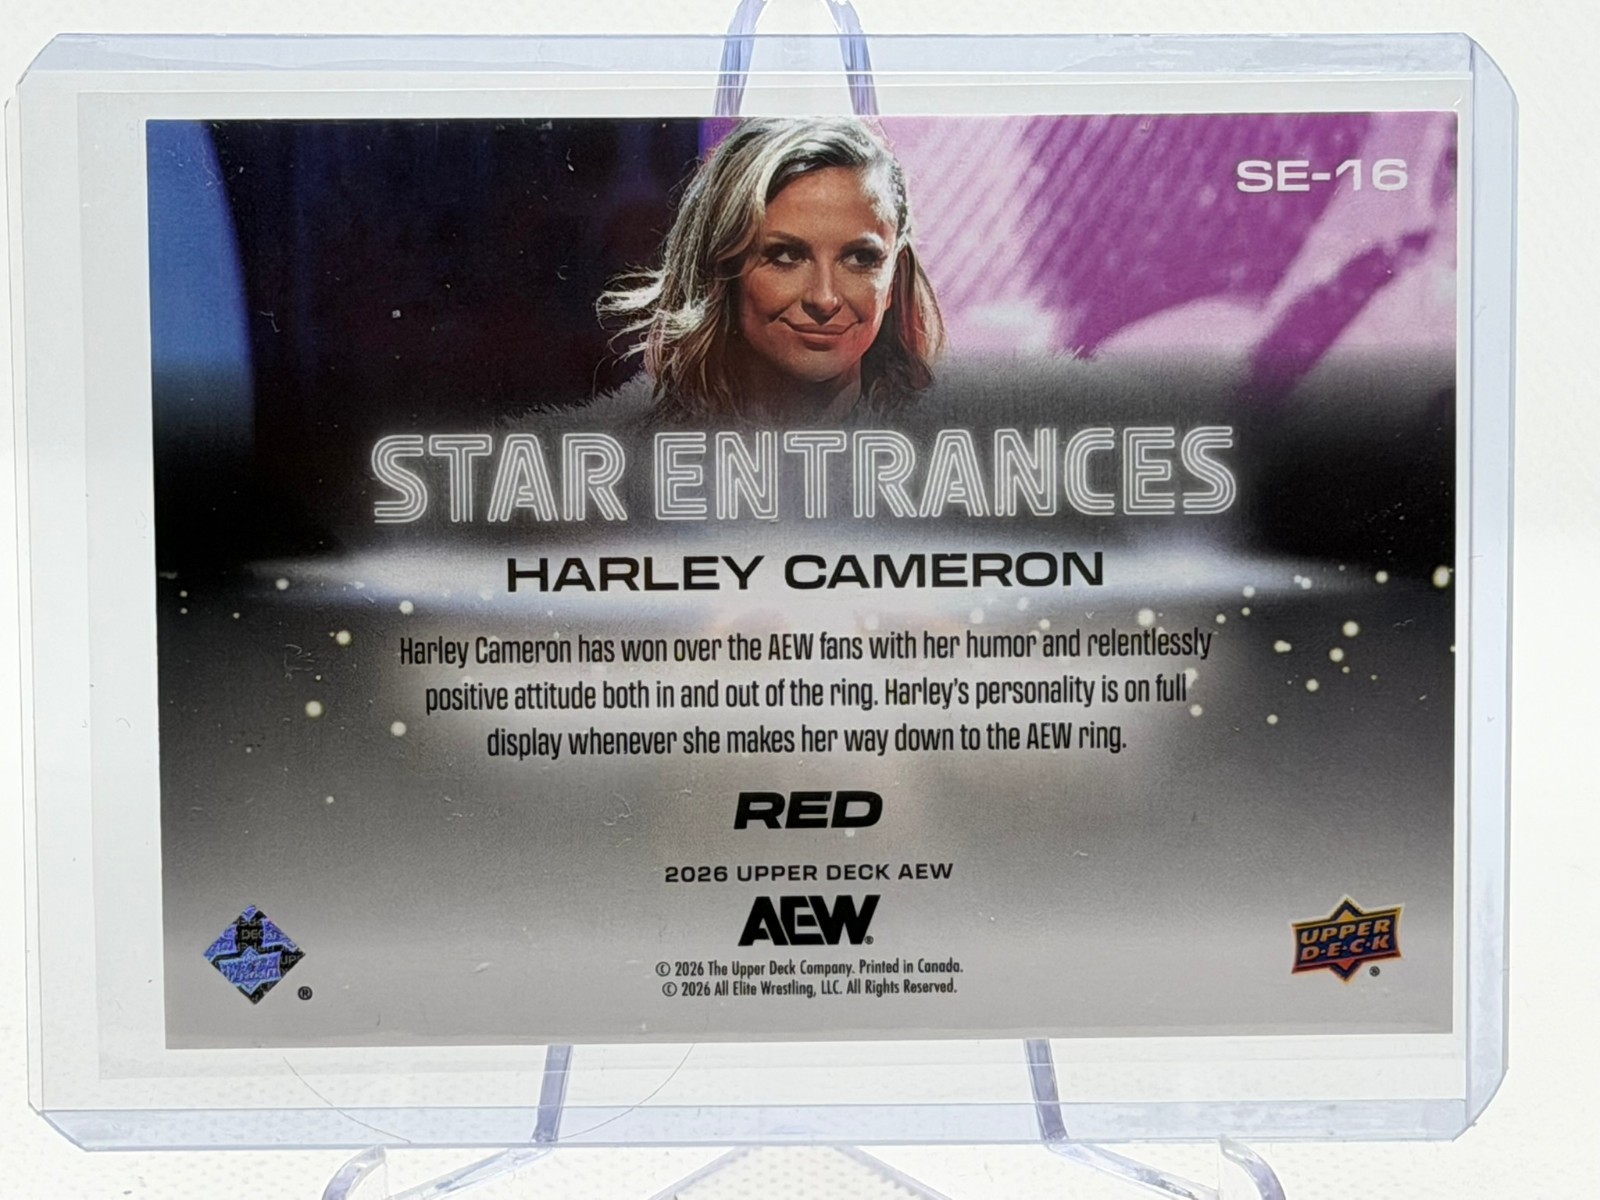 SE-16
STAR ENTRANCES
HARLEY CAMERON
Harley Cameron has won over the AEW fans with her humor and relentlessly
positive attitude both in and out of the ring. Harley's personality is on full
display whenever she makes her way down to the AEW ring.
RED
2026 UPPER DECK AEW
AEW®
© 2026 The Upper Deck Company. Printed in Canada.
© 2026 All Elite Wrestling, LLC. All Rights Reserved.
®
UPPER
D·E·C·K
®